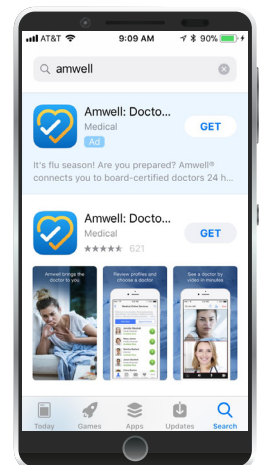 AT&T 9:09 AM 90%
amwell
Amwell: Docto...
Medical
Ad
GET
It's flu season! Are you prepared? Amwell®
connects you to board-certified doctors 24 h...
Amwell: Docto...
Medical
621
GET
Amwell brings the
doctor to you
Review profiles and
choose a doctor
See a doctor by
video in minutes
Today Games Apps Updates Search